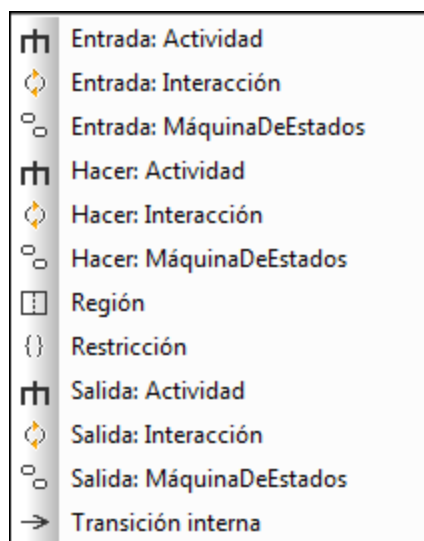 Entrada: Actividad
Entrada: Interacción
Entrada: MáquinaDeEstados
Hacer: Actividad
Hacer: Interacción
Hacer: MáquinaDeEstados
Región
{} Restricción
Salida: Actividad
Salida: Interacción
Salida: MáquinaDeEstados
Transición interna